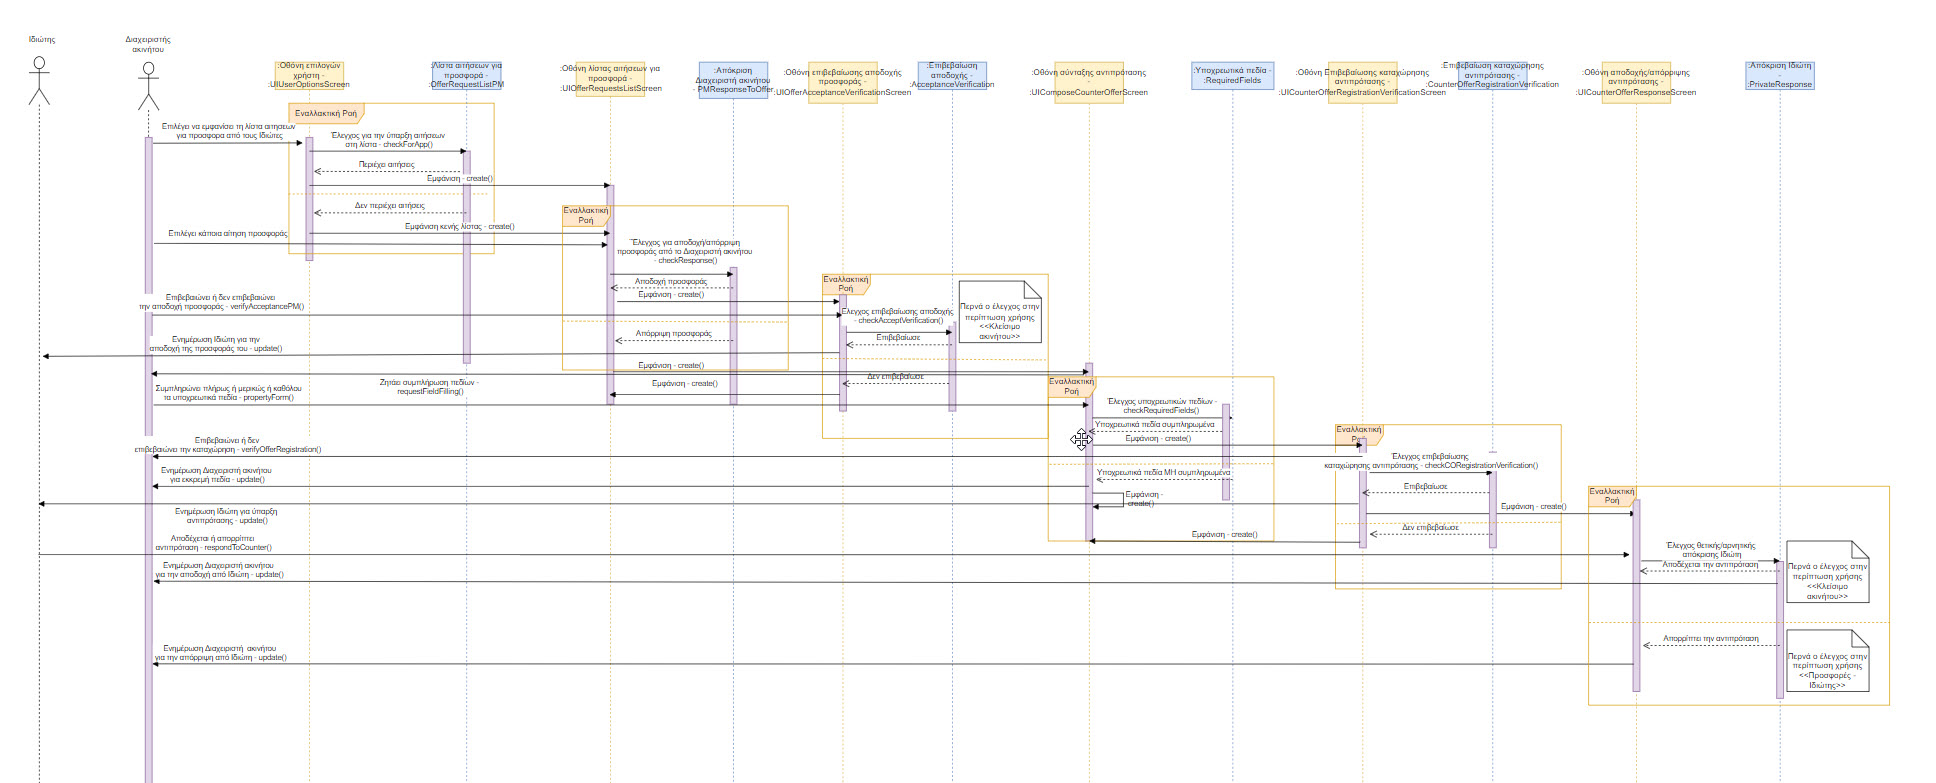 Ιδιώτης
Διαχειριστής
ακινήτου
:Οθόνη επιλογών
χρήστη -
:UIUserOptionsScreen
:Λίστα αιτήσεων για
προσφορά -
:OfferRequestListPM
:Οθόνη λίστας αιτήσεων για
προσφορά -
:UIOfferRequestsListScreen
:Απόκριση
Διαχειριστή ακινήτου
- PMResponseToOffer
:Οθόνη επιβεβαίωσης αποδοχής
προσφοράς -
:UIOfferAcceptanceVerificationScreen
:Επιβεβαίωση
αποδοχής -
:AcceptanceVerification
:Οθόνη σύνταξης αντιπρότασης
-
:UIComposeCounterOfferScreen
:Υποχρεωτικά πεδία -
:RequiredFields
:Οθόνη Επιβεβαίωσης καταχώρησης
αντιπρότασης -
:UICounterOfferRegistrationVerificationScreen
:Επιβεβαίωση καταχώρησης
αντιπρότασης -
:CounterOfferRegistrationVerification
:Οθόνη αποδοχής/απόρριψης
αντιπρότασης -
:UICounterOfferResponseScreen
:Απόκριση Ιδιώτη
-
:PrivateResponse
Εναλλακτική Ροή
Επιλέγει να εμφανίσει τη λίστα αιτήσεων
για προσφορα από τους Ιδιώτες
Έλεγχος για την ύπαρξη αιτήσεων
στη λίστα - checkForApp()
Περιέχει αιτήσεις
Εμφάνιση - create()
Δεν περιέχει αιτήσεις
Εμφάνιση κενής λίστας - create()
Επιλέγει κάποια αίτηση προσφοράς
Εναλλακτική
Ροή
Έλεγχος για αποδοχή/απόρριψη
προσφοράς από το Διαχειριστή ακινήτου
- checkResponse()
Αποδοχή προσφοράς
Εμφάνιση - create()
Εναλλακτική
Ροή
Περνά ο έλεγχος στην
περίπτωση χρήσης
<<Κλείσιμο
ακινήτου>>
Επιβεβαιώνει ή δεν επιβεβαιώνει
την αποδοχή προσφοράς - verifyAcceptancePM()
Έλεγχος επιβεβαίωσης αποδοχής
- checkAcceptVerification()
Απόρριψη προσφοράς
Επιβεβαίωσε
Ενημέρωση Ιδιώτη για την
αποδοχή της προσφοράς του - update()
Εμφάνιση - create()
Δεν επιβεβαίωσε
Εμφάνιση - create()
Ζητάει συμπλήρωση πεδίων -
requestFieldFilling()
Συμπληρώνει πλήρως ή μερικώς ή καθόλου
τα υποχρεωτικά πεδία - propertyForm()
Εναλλακτική
Ροή
Έλεγχος υποχρεωτικών πεδίων -
checkRequiredFields()
Υποχρεωτικά πεδία συμπληρωμένα
Εμφάνιση - create()
Εναλλακτική
Ροή
Επιβεβαιώνει ή δεν
επιβεβαιώνει την καταχώρηση - verifyOfferRegistration()
Έλεγχος επιβεβαίωσης
καταχώρησης αντιπρότασης - checkCORegistrationVerification()
Ενημέρωση Διαχειριστή ακινήτου
για εκκρεμή πεδία - update()
Υποχρεωτικά πεδία ΜΗ συμπληρωμένα
Επιβεβαίωσε
Εμφάνιση -
create()
Εναλλακτική
Ροή
Εμφάνιση - create()
Ενημέρωση Ιδιώτη για ύπαρξη
αντιπρότασης - update()
Δεν επιβεβαίωσε
Εμφάνιση - create()
Αποδέχεται ή απορρίπτει
αντιπρόταση - respondToCounter()
Έλεγχος θετικής/αρνητικής
απόκρισης Ιδιώτη
Αποδέχεται την αντιπρόταση
Περνά ο έλεγχος στην
περίπτωση χρήσης
<<Κλείσιμο
ακινήτου>>
Ενημέρωση Διαχειριστή ακινήτου
για την αποδοχή από Ιδιώτη - update()
Απορρίπτει την αντιπρόταση
Περνά ο έλεγχος στην
περίπτωση χρήσης
<<Προσφορές -
Ιδιώτης>>
Ενημέρωση Διαχειριστή ακινήτου
για την απόρριψη από Ιδιώτη - update()